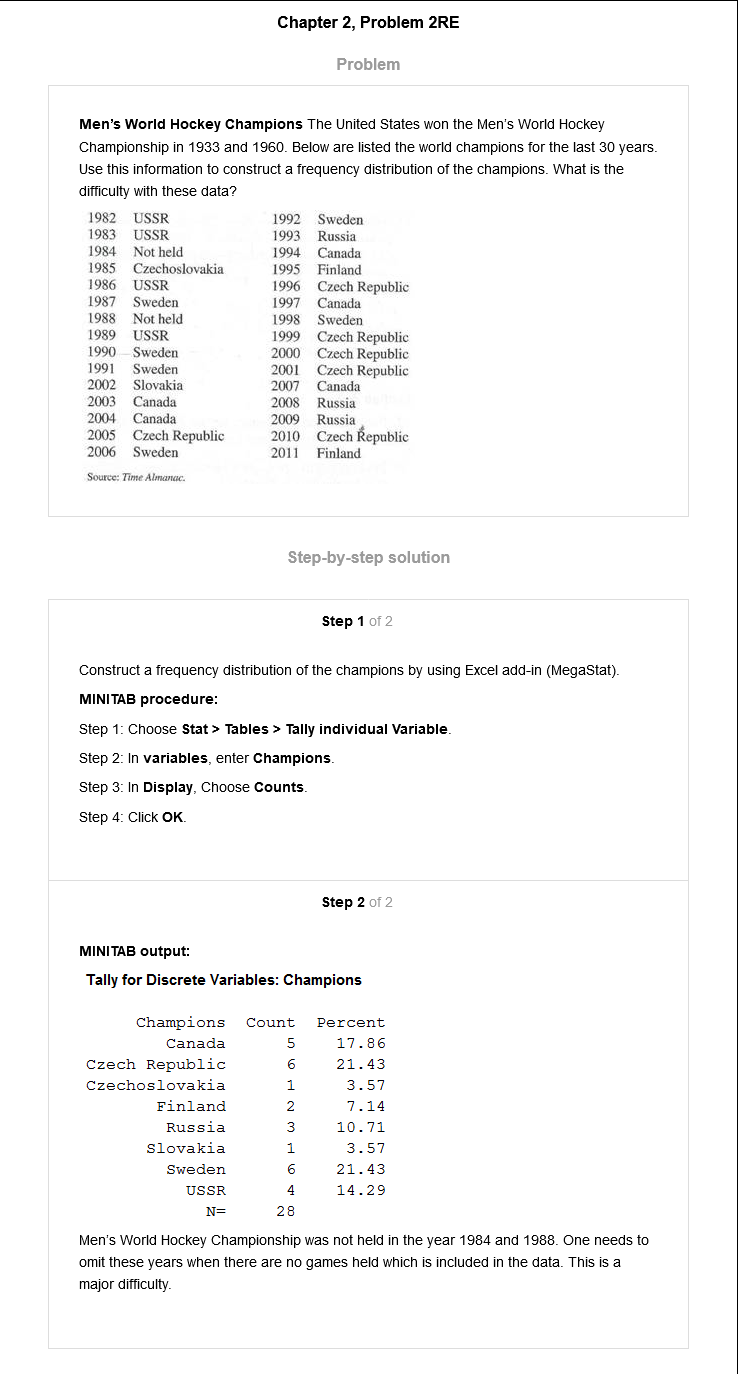 Chapter 2, Problem 2RE
Problem
Men's World Hockey Champions The United States won the Men's World Hockey
Championship in 1933 and 1960. Below are listed the world champions for the last 30 years.
Use this information to construct a frequency distribution of the champions. What is the
difficulty with these data?
1982 USSR 1992 Sweden
1983 USSR 1993 Russia
1984 Not held 1994 Canada
1985 Czechoslovakia 1995 Finland
1986 USSR 1996 Czech Republic
1987 Sweden 1997 Canada
1988 Not held 1998 Sweden
1989 USSR 1999 Czech Republic
1990 Sweden 2000 Czech Republic
1991 Sweden 2001 Czech Republic
2002 Slovakia 2007 Canada
2003 Canada 2008 Russia
2004 Canada 2009 Russia
2005 Czech Republic 2010 Czech Republic
2006 Sweden 2011 Finland
Source: Time Almanac.
Step-by-step solution
Step 1 of 2
Construct a frequency distribution of the champions by using Excel add-in (MegaStat).
MINITAB procedure:
Step 1: Choose Stat > Tables > Tally individual Variable.
Step 2: In variables, enter Champions.
Step 3: In Display, Choose Counts.
Step 4: Click OK.
Step 2 of 2
MINITAB output:
Tally for Discrete Variables: Champions
Champions Count Percent
Canada 5 17.86
Czech Republic 6 21.43
Czechoslovakia 1 3.57
Finland 2 7.14
Russia 3 10.71
Slovakia 1 3.57
Sweden 6 21.43
USSR 4 14.29
N= 28
Men's World Hockey Championship was not held in the year 1984 and 1988. One needs to
omit these years when there are no games held which is included in the data. This is a
major difficulty.